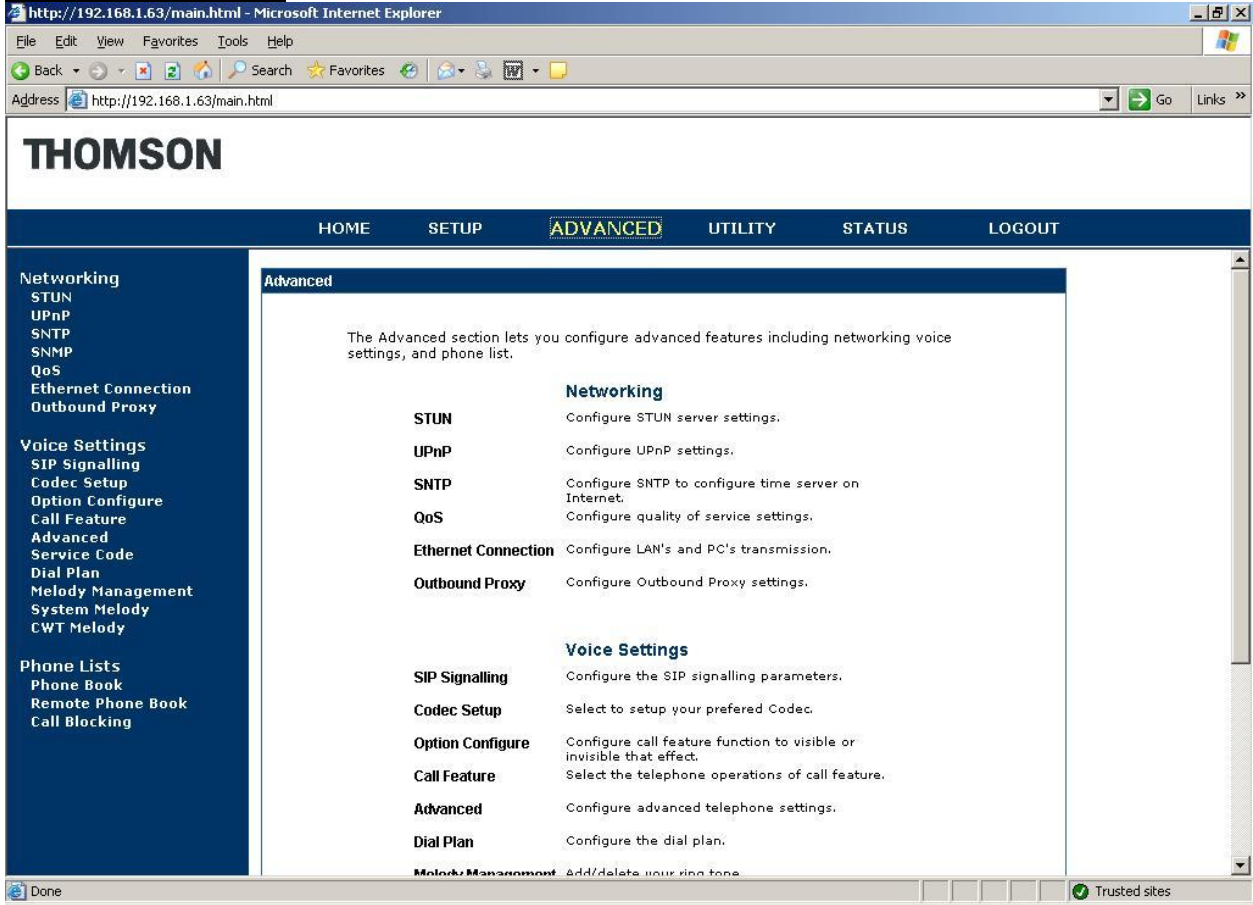 http://192.168.1.63/main.html - Microsoft Internet Explorer
File Edit View Favorites Tools Help
Back Search Favorites
Address http://192.168.1.63/main.html Go Links »
THOMSON
HOME SETUP ADVANCED UTILITY STATUS LOGOUT
Networking
STUN
UPnP
SNTP
SNMP
QoS
Ethernet Connection
Outbound Proxy
Voice Settings
SIP Signalling
Codec Setup
Option Configure
Call Feature
Advanced
Service Code
Dial Plan
Melody Management
System Melody
CWT Melody
Phone Lists
Phone Book
Remote Phone Book
Call Blocking
Advanced
The Advanced section lets you configure advanced features including networking voice
settings, and phone list.
Networking
STUN Configure STUN server settings.
UPnP Configure UPnP settings.
SNTP Configure SNTP to configure time server on
Internet.
QoS Configure quality of service settings.
Ethernet Connection Configure LAN's and PC's transmission.
Outbound Proxy Configure Outbound Proxy settings.
Voice Settings
SIP Signalling Configure the SIP signalling parameters.
Codec Setup Select to setup your prefered Codec.
Option Configure Configure call feature function to visible or
invisible that effect.
Call Feature Select the telephone operations of call feature.
Advanced Configure advanced telephone settings.
Dial Plan Configure the dial plan.
Melody Management Add/delete your ring tone
Done Trusted sites